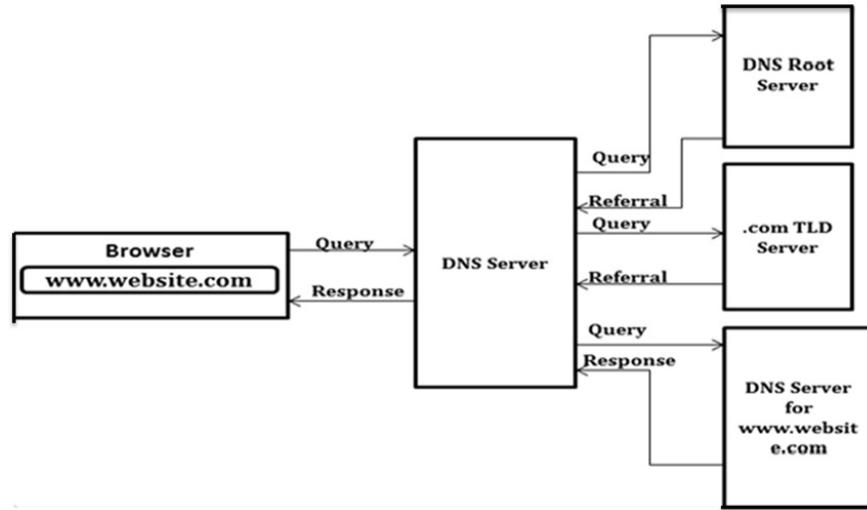 Browser
www.website.com
Query
Response
DNS Server
Query
Referral
Query
Referral
Query
Response
DNS Root
Server
.com TLD
Server
DNS Server
for
www.websit
e.com